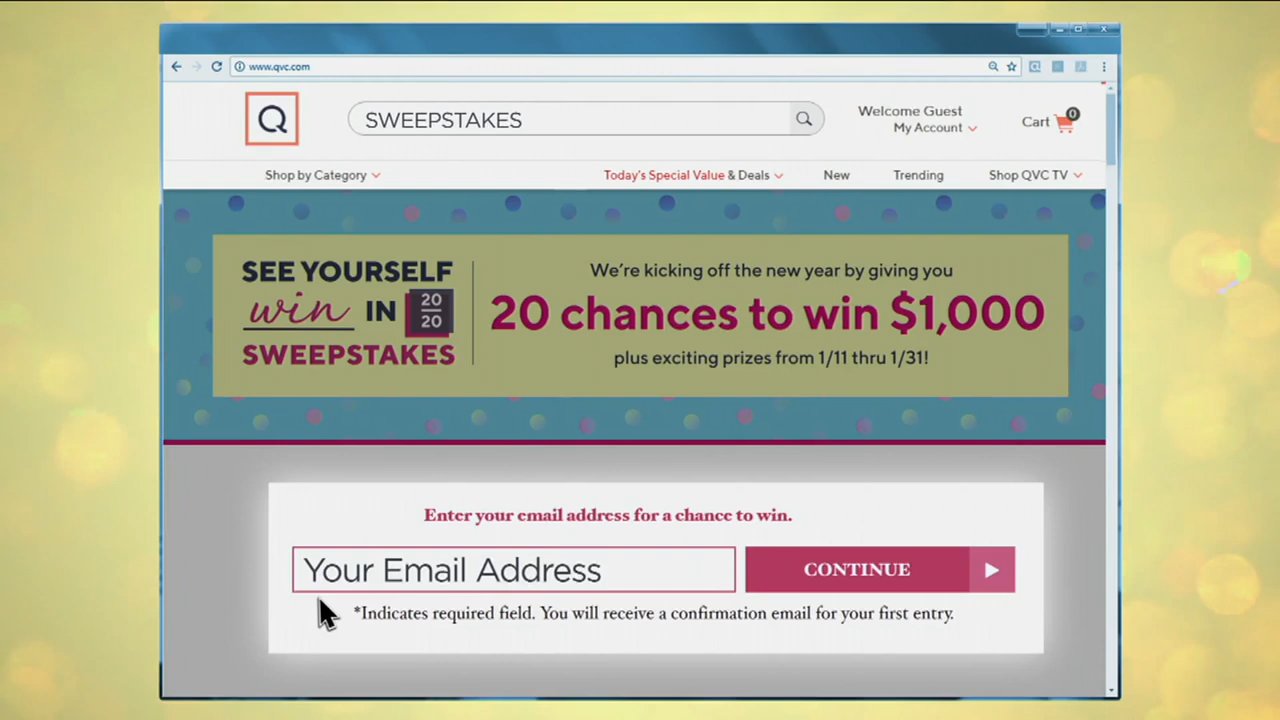 www.qvc.com
Q
SWEEPSTAKES
Welcome Guest
My Account
Cart
0
Shop by Category
Today's Special Value & Deals
New
Trending
Shop QVC TV
SEE YOURSELF
win IN 20 20
SWEEPSTAKES
We're kicking off the new year by giving you
20 chances to win $1,000
plus exciting prizes from 1/11 thru 1/31!
Enter your email address for a chance to win.
Your Email Address
CONTINUE
*Indicates required field. You will receive a confirmation email for your first entry.